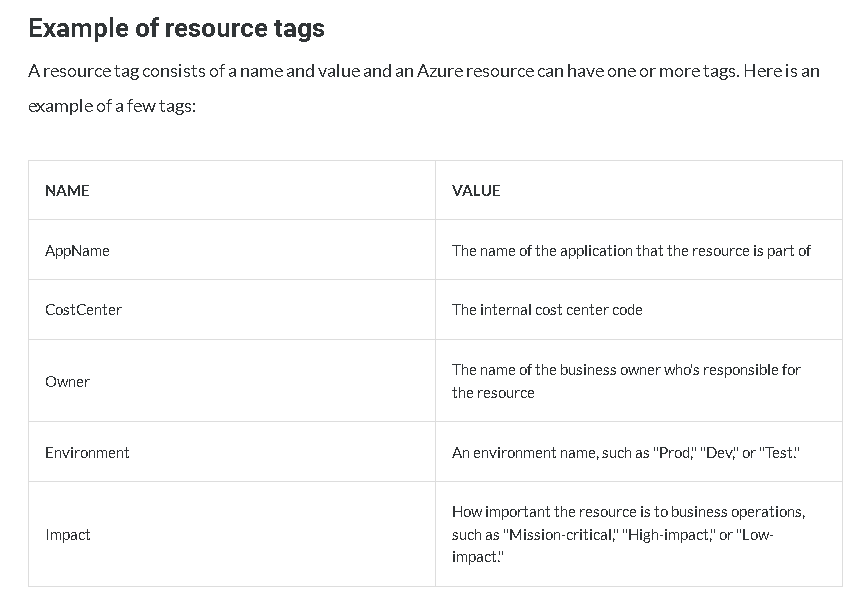 Example of resource tags
A resource tag consists of a name and value and an Azure resource can have one or more tags. Here is an
example of a few tags:
NAME VALUE
AppName The name of the application that the resource is part of
CostCenter The internal cost center code
Owner The name of the business owner who's responsible for
the resource
Environment An environment name, such as "Prod," "Dev," or "Test."
Impact How important the resource is to business operations,
such as "Mission-critical," "High-impact," or "Low-
impact."